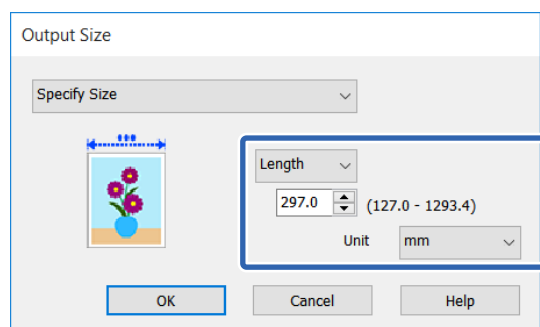 Output Size
Specify Size
Length
297.0 (127.0 - 1293.4)
Unit mm
OK Cancel Help